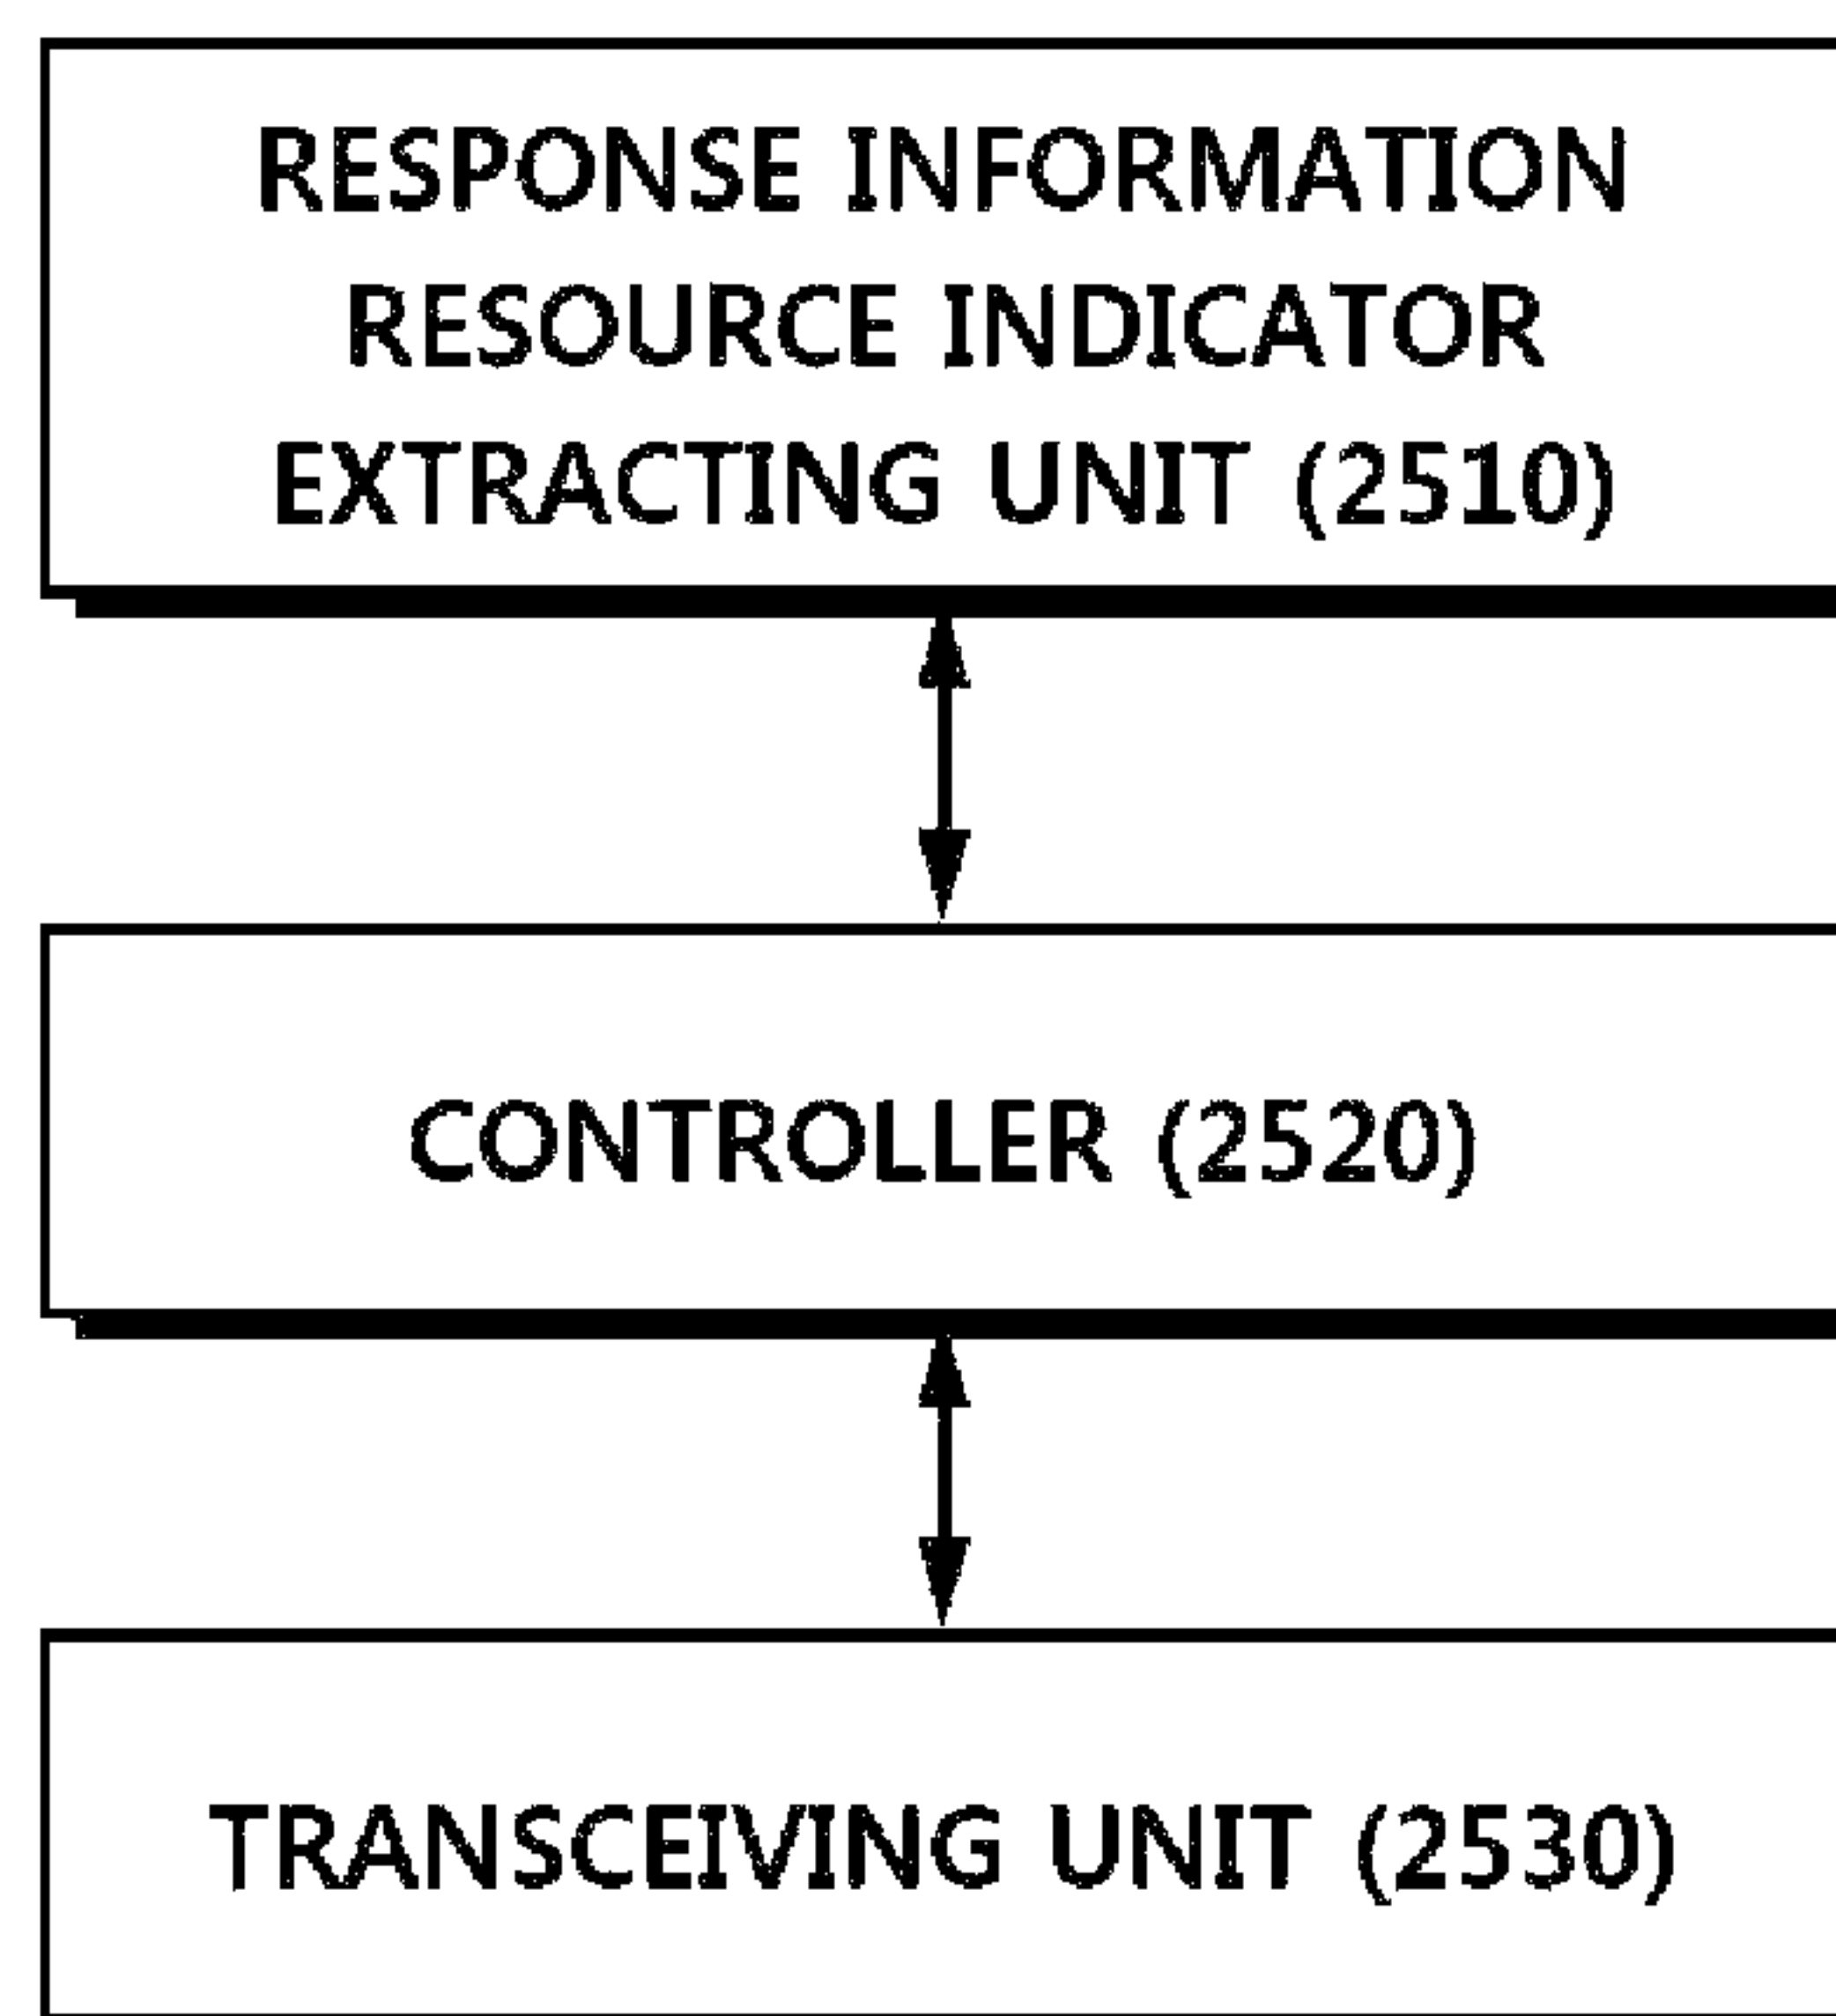 RESPONSE INFORMATION
RESOURCE INDICATOR
EXTRACTING UNIT (2510)
CONTROLLER (2520)
TRANSCEIVING UNIT (2530)